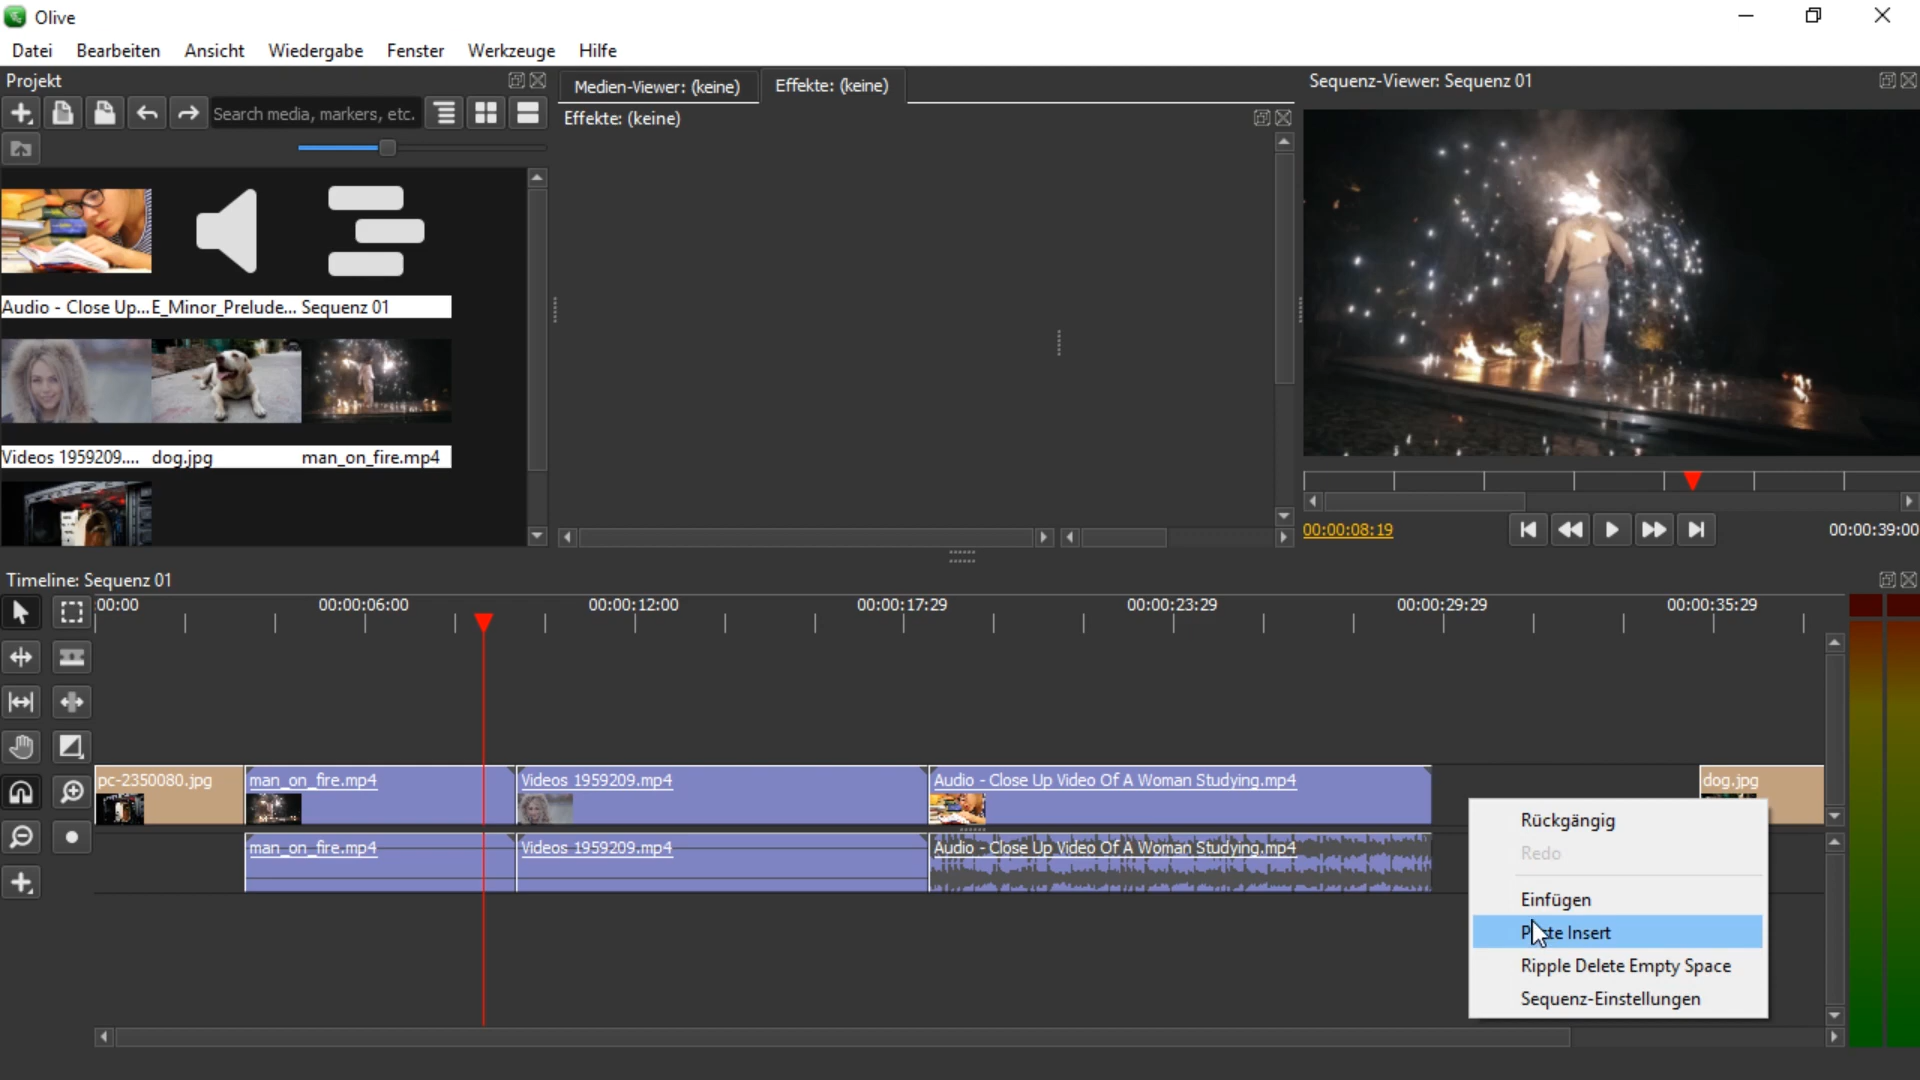 Olive
Datei Bearbeiten Ansicht Wiedergabe Fenster Werkzeuge Hilfe
Projekt
Search media, markers, etc.
Audio - Close Up... E_Minor_Prelude... Sequenz 01
Videos 1959209.... dog.jpg man_on_fire.mp4
Medien-Viewer: (keine) Effekte: (keine)
Effekte: (keine)
Sequenz-Viewer: Sequenz 01
00:00:08:19 00:00:39:00
Timeline: Sequenz 01
:00:00 00:00:06:00 00:00:12:00 00:00:17:29 00:00:23:29 00:00:29:29 00:00:35:29
pc-2350080.jpg man_on_fire.mp4 Videos 1959209.mp4 Audio - Close Up Video Of A Woman Studying.mp4 dog.jpg
man_on_fire.mp4 Videos 1959209.mp4 Audio - Close Up Video Of A Woman Studying.mp4
Rückgängig
Redo
Einfügen
Insert
Ripple Delete Empty Space
Sequenz-Einstellungen